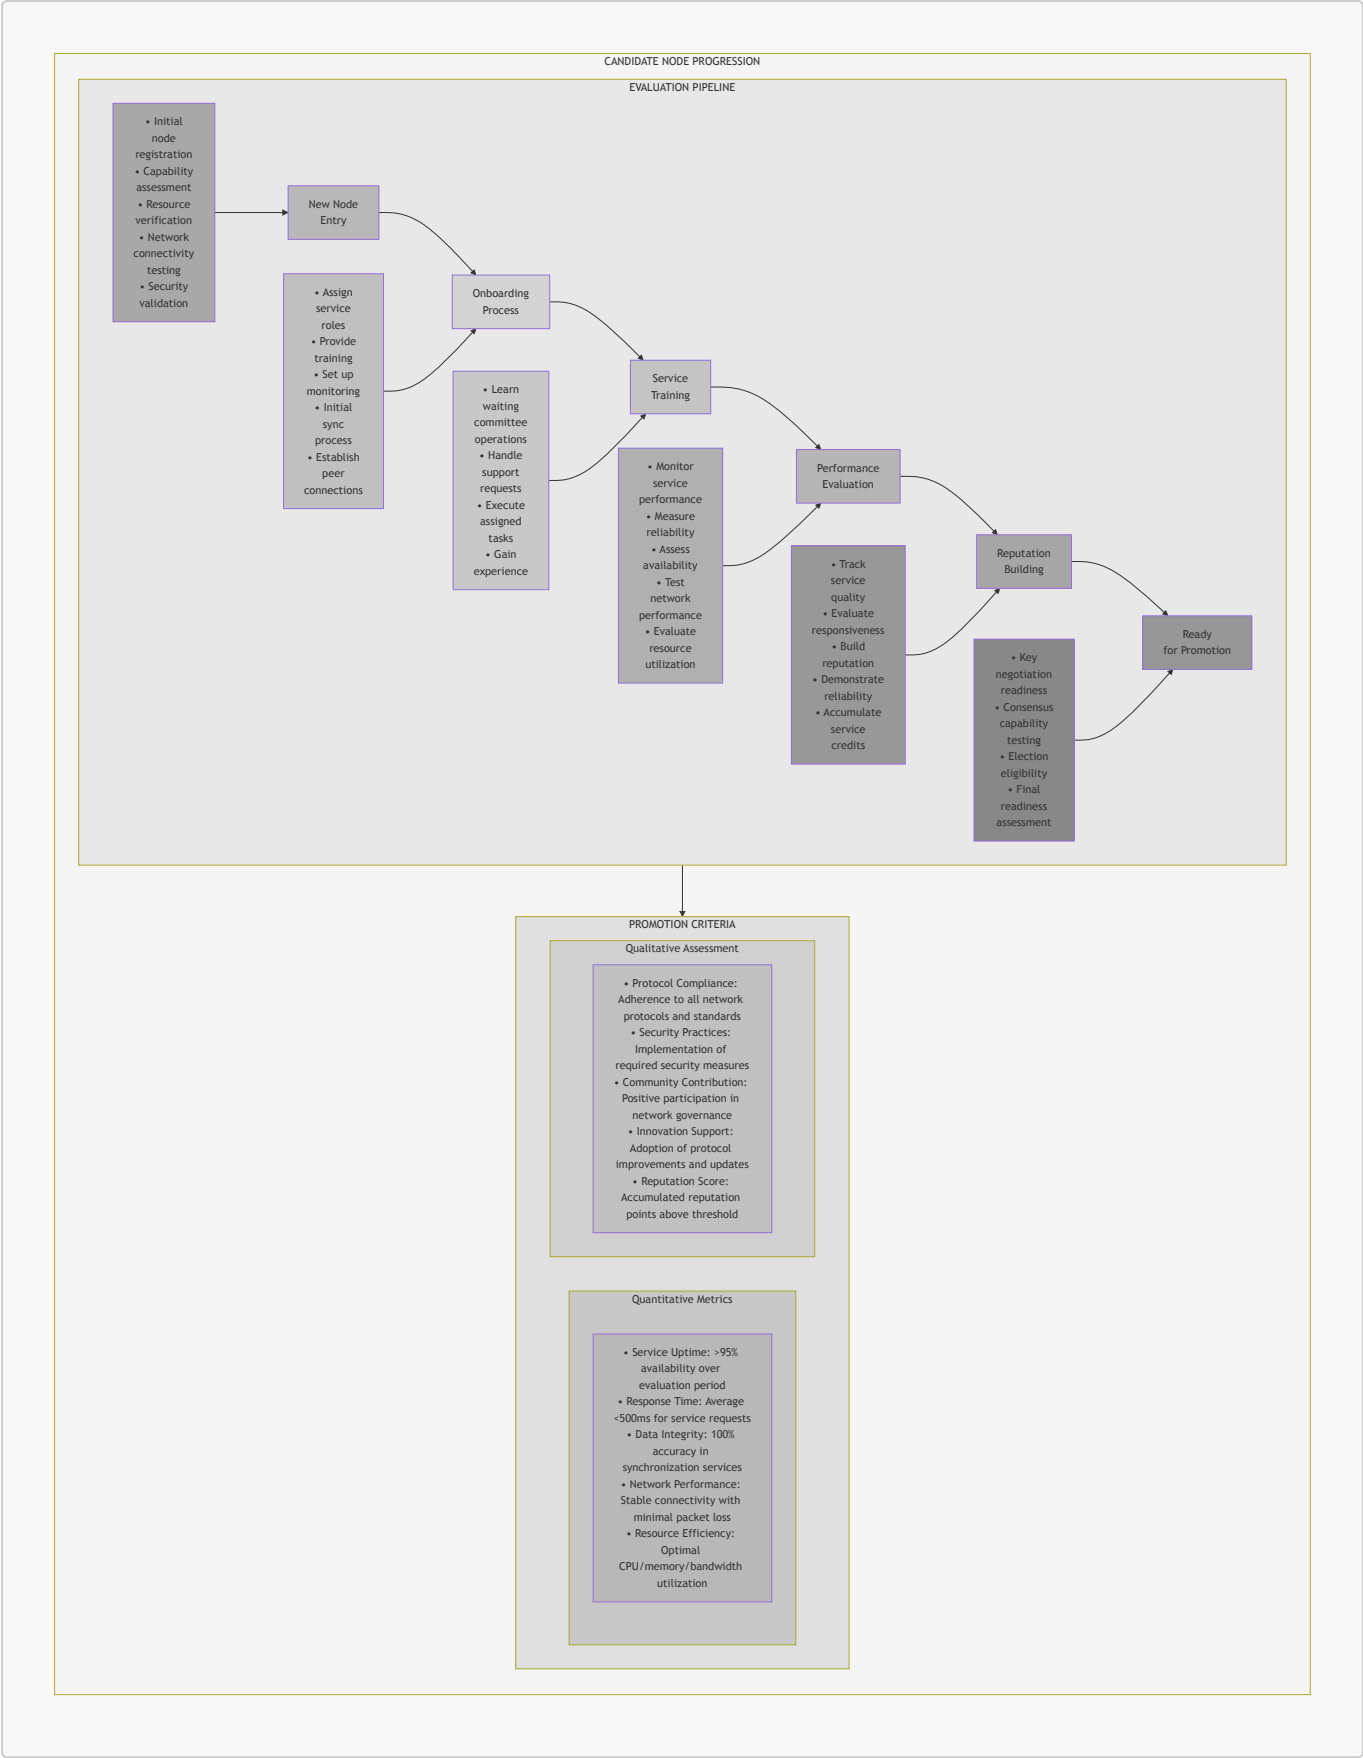 CANDIDATE NODE PROGRESSION
EVALUATION PIPELINE
• Initial
node
registration
• Capability
assessment
• Resource
verification
• Network
connectivity
testing
• Security
validation
New Node
Entry
• Assign
service
roles
• Provide
training
• Set up
monitoring
• Initial
sync
process
• Establish
peer
connections
Onboarding
Process
• Learn
waiting
committee
operations
• Handle
support
requests
• Execute
assigned
tasks
• Gain
experience
Service
Training
• Monitor
service
performance
• Measure
reliability
• Assess
availability
• Test
network
performance
• Evaluate
resource
utilization
Performance
Evaluation
• Track
service
quality
• Evaluate
responsiveness
• Build
reputation
• Demonstrate
reliability
• Accumulate
service
credits
Reputation
Building
• Key
negotiation
readiness
• Consensus
capability
testing
• Election
eligibility
• Final
readiness
assessment
Ready
for Promotion
PROMOTION CRITERIA
Qualitative Assessment
• Protocol Compliance:
Adherence to all network
protocols and standards
• Security Practices:
Implementation of
required security measures
• Community Contribution:
Positive participation in
network governance
• Innovation Support:
Adoption of protocol
improvements and updates
• Reputation Score:
Accumulated reputation
points above threshold
Quantitative Metrics
• Service Uptime: >95%
availability over
evaluation period
• Response Time: Average
<500ms for service requests
• Data Integrity: 100%
accuracy in
synchronization services
• Network Performance:
Stable connectivity with
minimal packet loss
• Resource Efficiency:
Optimal
CPU/memory/bandwidth
utilization